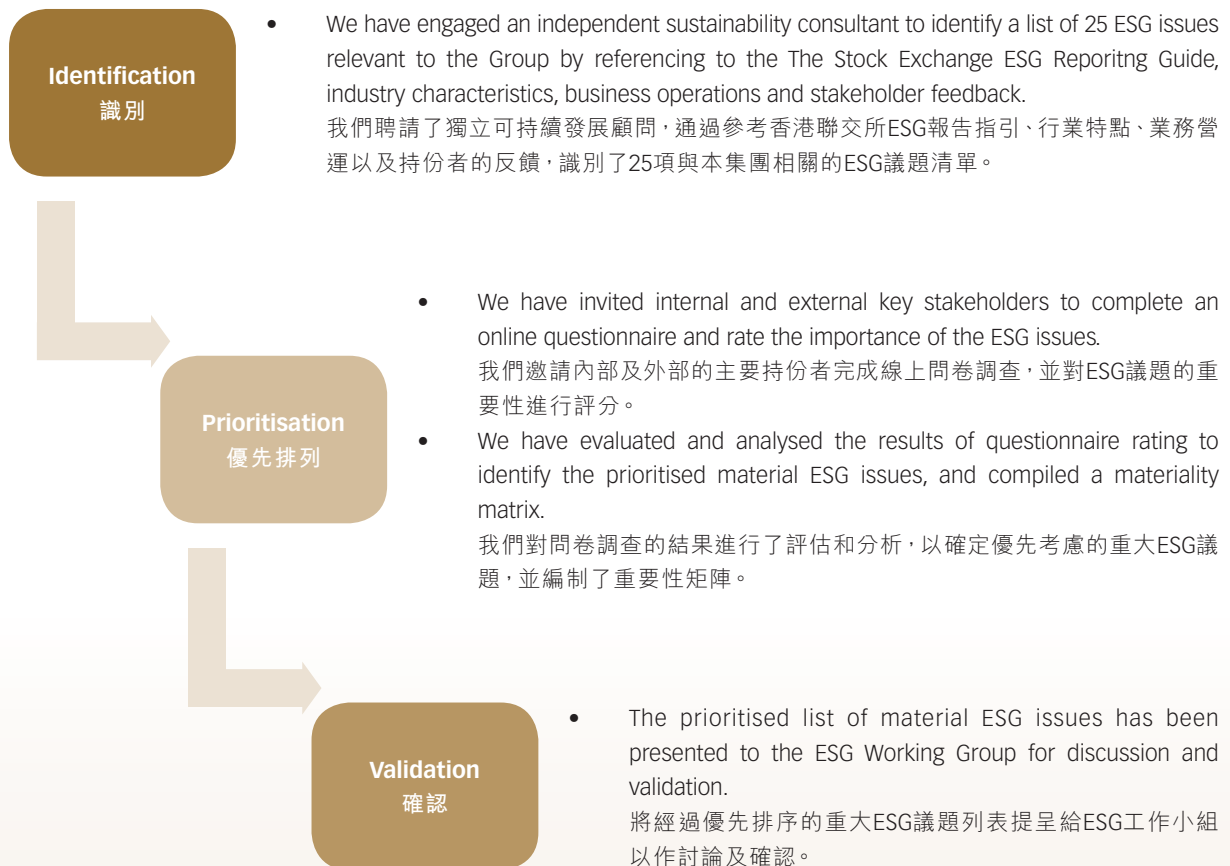 Identification
識別
• We have engaged an independent sustainability consultant to identify a list of 25 ESG issues
relevant to the Group by referencing to the The Stock Exchange ESG Reporitng Guide,
industry characteristics, business operations and stakeholder feedback.
我們聘請了獨立可持續發展顧問，通過參考香港聯交所ESG報告指引、行業特點、業務營
運以及持份者的反饋，識別了25項與本集團相關的ESG議題清單。
Prioritisation
優先排列
• We have invited internal and external key stakeholders to complete an
online questionnaire and rate the importance of the ESG issues.
我們邀請內部及外部的主要持份者完成線上問卷調查，並對ESG議題的重
要性進行評分。
• We have evaluated and analysed the results of questionnaire rating to
identify the prioritised material ESG issues, and compiled a materiality
matrix.
我們對問卷調查的結果進行了評估和分析，以確定優先考慮的重大ESG議
題，並編制了重要性矩陣。
Validation
確認
• The prioritised list of material ESG issues has been
presented to the ESG Working Group for discussion and
validation.
將經過優先排序的重大ESG議題列表提呈給ESG工作小組
以作討論及確認。